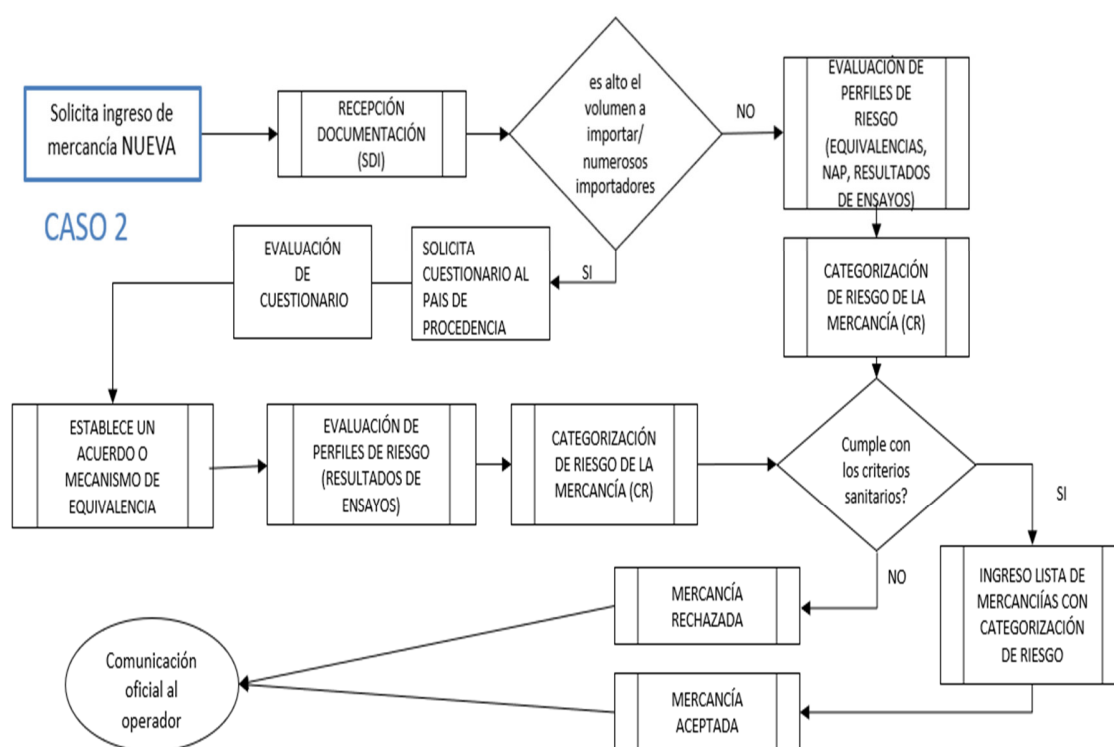 Solicita ingreso de
mercancía NUEVA
RECEPCIÓN
DOCUMENTACIÓN
(SDI)
es alto el
volumen a
importar/
numerosos
importadores
NO
EVALUACIÓN DE
PERFILES DE
RIESGO
(EQUIVALENCIAS,
NAP, RESULTADOS
DE ENSAYOS)
CASO 2
EVALUACIÓN
DE
CUESTIONARIO
SOLICITA
CUESTIONARIO AL
PAIS DE
PROCEDENCIA
SI
CATEGORIZACIÓN
DE RIESGO DE LA
MERCANCÍA (CR)
ESTABLECE UN
ACUERDO O
MECANISMO DE
EQUIVALENCIA
EVALUACIÓN DE
PERFILES DE RIESGO
(RESULTADOS DE
ENSAYOS)
CATEGORIZACIÓN
DE RIESGO DE LA
MERCANCÍA (CR)
Cumple con
los criterios
sanitarios?
SI
NO
INGRESO LISTA DE
MERCANCIÍAS CON
CATEGORIZACIÓN
DE RIESGO
MERCANCÍA
RECHAZADA
Comunicación
oficial al
operador
MERCANCÍA
ACEPTADA